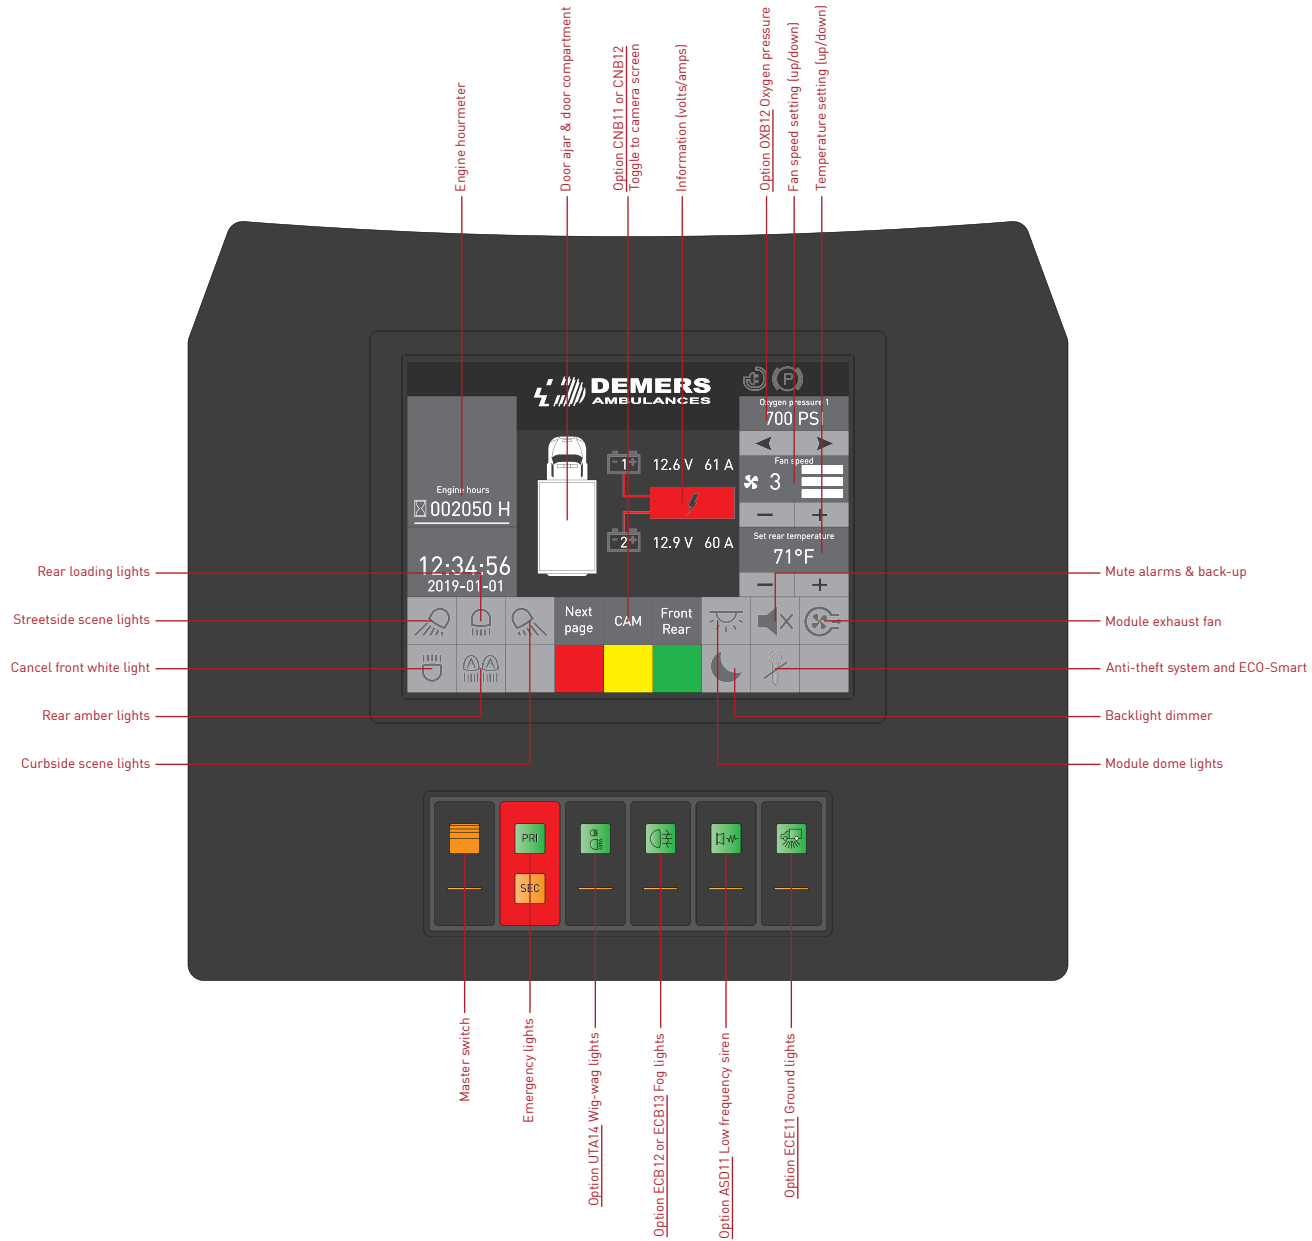 Engine hourmeter
Door ajar & door compartment
Option CNB11 or CNB12
Toggle to camera screen
Information (volts/amps)
Option OXB12 Oxygen pressure
Fan speed setting (up/down)
Temperature setting (up/down)
DEMERS
AMBULANCES
P
Oxygen pressure 1
700 PSI
Fan speed
3
Engine hours
002050 H
1
12.6 V 61 A
2
12.9 V 60 A
Set rear temperature
71°F
12:34:56
2019-01-01
Next
page
CAM
Front
Rear
A A
Rear loading lights
Streetside scene lights
Cancel front white light
Rear amber lights
Curbside scene lights
Mute alarms & back-up
Module exhaust fan
Anti-theft system and ECO-Smart
Backlight dimmer
Module dome lights
PRI
SEC
Master switch
Emergency lights
Option UTA14 Wig-wag lights
Option ECB12 or ECB13 Fog lights
Option ASD11 Low frequency siren
Option ECE11 Ground lights